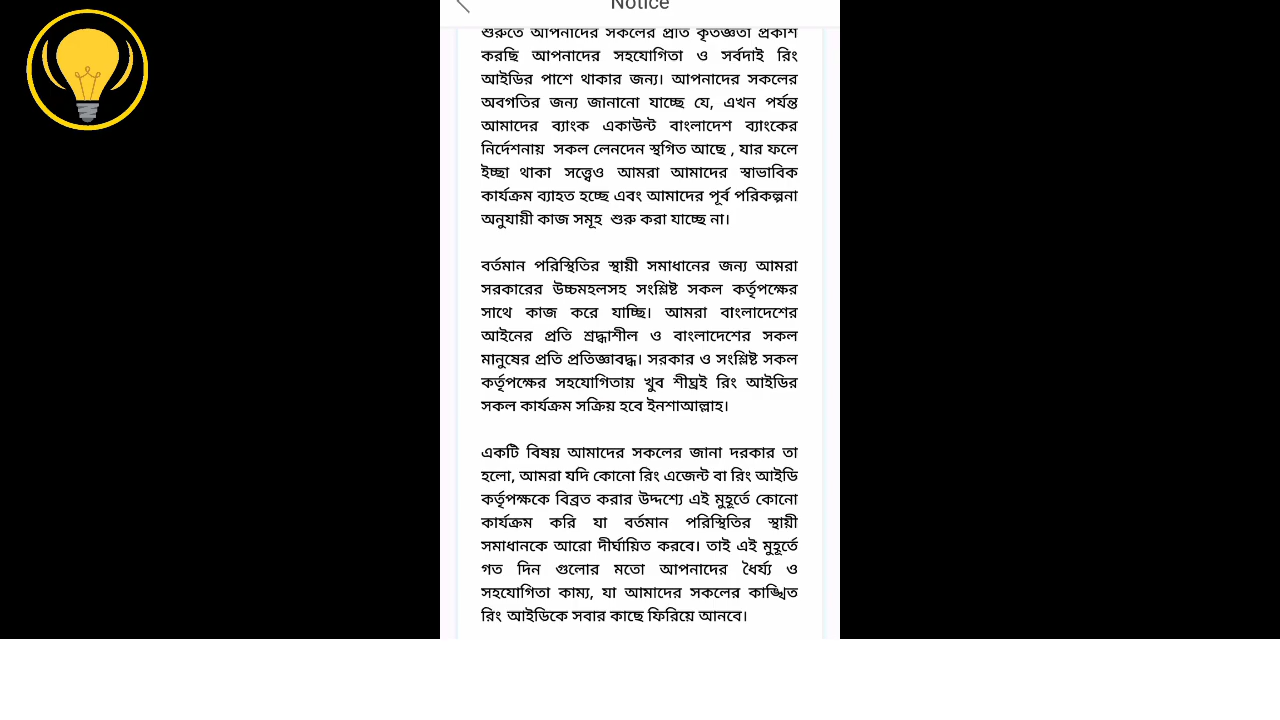 Notice
শুরুতে আপনাদের সকলের প্রতি কৃতজ্ঞতা প্রকাশ
করছি আপনাদের সহযোগিতা ও সর্বদাই রিং
আইডির পাশে থাকার জন্য। আপনাদের সকলের
অবগতির জন্য জানানো যাচ্ছে যে, এখন পর্যন্ত
আমাদের ব্যাংক একাউন্ট বাংলাদেশ ব্যাংকের
নির্দেশনায় সকল লেনদেন স্থগিত আছে , যার ফলে
ইচ্ছা থাকা সত্ত্বেও আমরা আমাদের স্বাভাবিক
কার্যক্রম ব্যাহত হচ্ছে এবং আমাদের পূর্ব পরিকল্পনা
অনুযায়ী কাজ সমূহ শুরু করা যাচ্ছে না।
বর্তমান পরিস্থিতির স্থায়ী সমাধানের জন্য আমরা
সরকারের উচ্চমহলসহ সংশ্লিষ্ট সকল কর্তৃপক্ষের
সাথে কাজ করে যাচ্ছি। আমরা বাংলাদেশের
আইনের প্রতি শ্রদ্ধাশীল ও বাংলাদেশের সকল
মানুষের প্রতি প্রতিজ্ঞাবদ্ধ। সরকার ও সংশ্লিষ্ট সকল
কর্তৃপক্ষের সহযোগিতায় খুব শীঘ্রই রিং আইডির
সকল কার্যক্রম সক্রিয় হবে ইনশাআল্লাহ।
একটি বিষয় আমাদের সকলের জানা দরকার তা
হলো, আমরা যদি কোনো রিং এজেন্ট বা রিং আইডি
কর্তৃপক্ষকে বিব্রত করার উদ্দশ্যে এই মুহূর্তে কোনো
কার্যক্রম করি যা বর্তমান পরিস্থিতির স্থায়ী
সমাধানকে আরো দীর্ঘায়িত করবে। তাই এই মুহূর্তে
গত দিন গুলোর মতো আপনাদের ধৈর্য্য ও
সহযোগিতা কাম্য, যা আমাদের সকলের কাঙ্খিত
রিং আইডিকে সবার কাছে ফিরিয়ে আনবে।